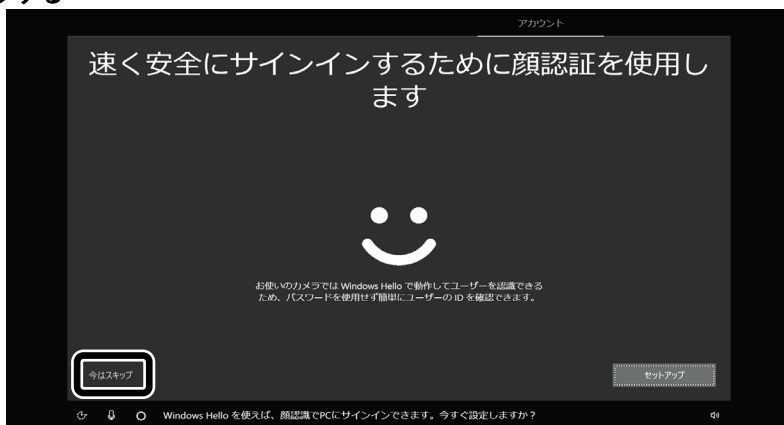 する
アカウント
速く安全にサインインするために顔認証を使用し
ます
お使いのカメラでは Windows Hello で動作してユーザーを認識できる
ため、パスワードを使用せず簡単にユーザーの ID を確認できます。
今はスキップ
セットアップ
Windows Hello を使えば、顔認識でPCにサインインできます。今すぐ設定しますか？